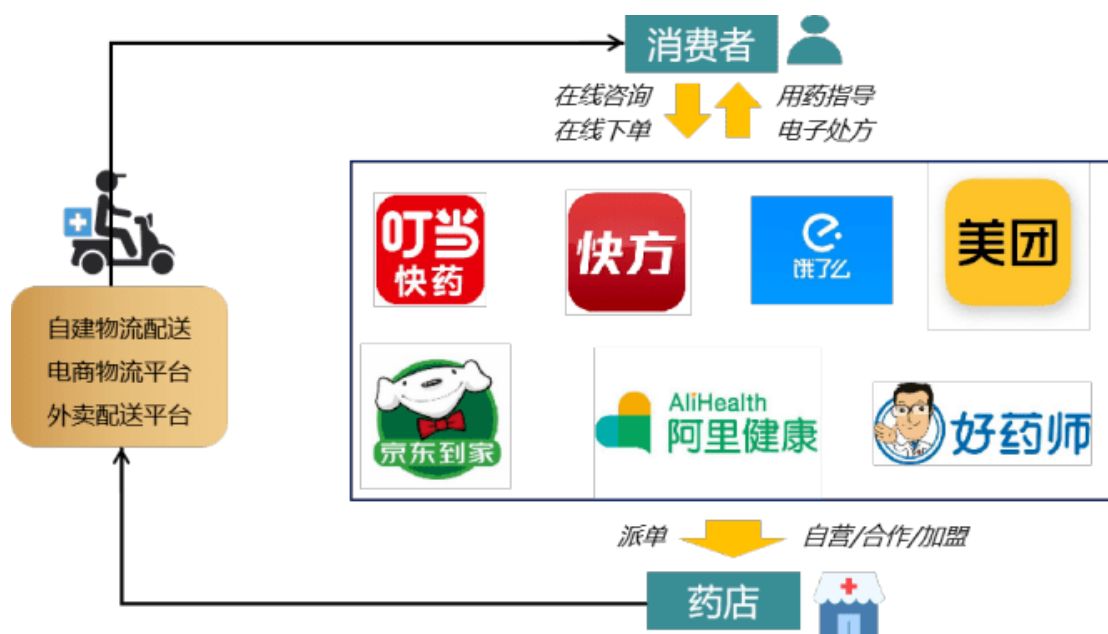 消费者
在线咨询
在线下单
用药指导
电子处方
叮当
快药
快方
饿了么
美团
自建物流配送
电商物流平台
外卖配送平台
京东到家
AliHealth
阿里健康
好药师
派单
自营/合作/加盟
药店